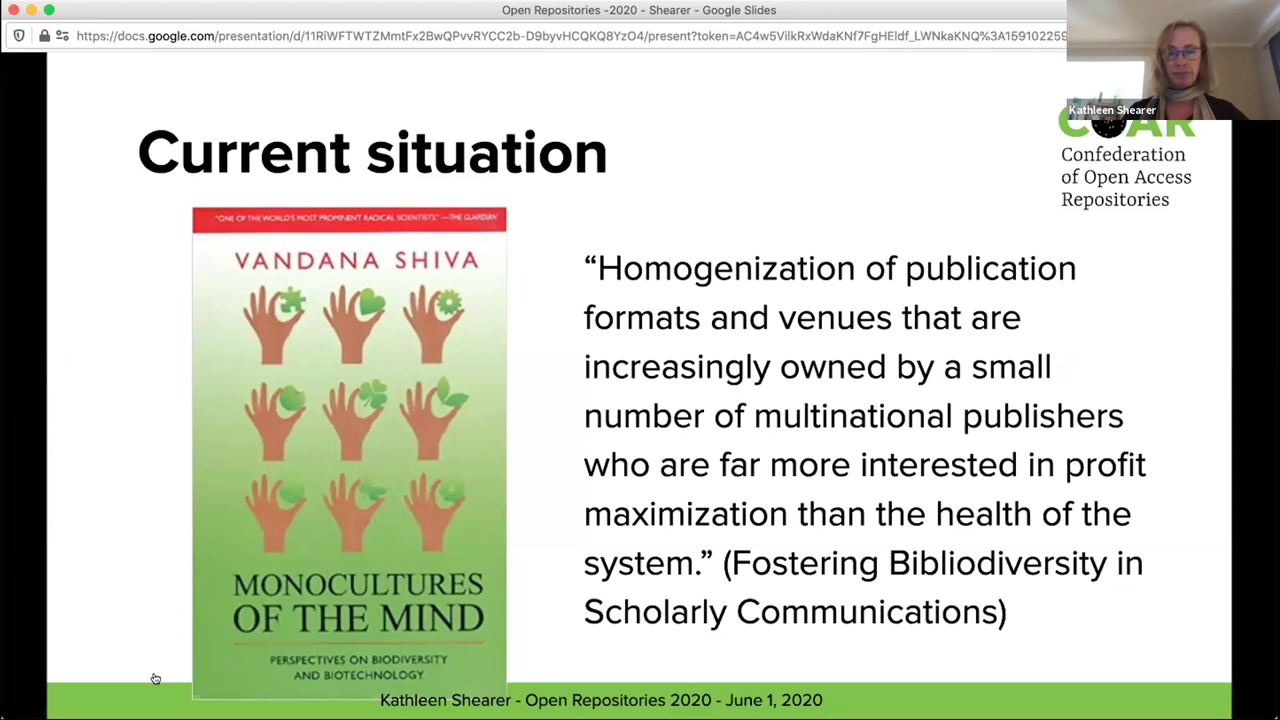 Open Repositories -2020 - Shearer - Google Slides
https://docs.google.com/presentation/d/11RiWFTWTZMmtFx2BwQPvvRYCC2b-D9byvHCQKQ8YzO4/present?token=AC4w5VilkRxWdaKNf7FgHEldf_LWNkaKNQ%3A15910225
Kathleen Shearer
COAR
Confederation
of Open Access
Repositories
Current situation
"ONE OF THE WORLD'S MOST PROMINENT RADICAL SCIENTISTS." —THE GUARDIAN
VANDANA SHIVA
MONOCULTURES
OF THE MIND
PERSPECTIVES ON BIODIVERSITY
AND BIOTECHNOLOGY
“Homogenization of publication
formats and venues that are
increasingly owned by a small
number of multinational publishers
who are far more interested in profit
maximization than the health of the
system.” (Fostering Bibliodiversity in
Scholarly Communications)
Kathleen Shearer - Open Repositories 2020 - June 1, 2020